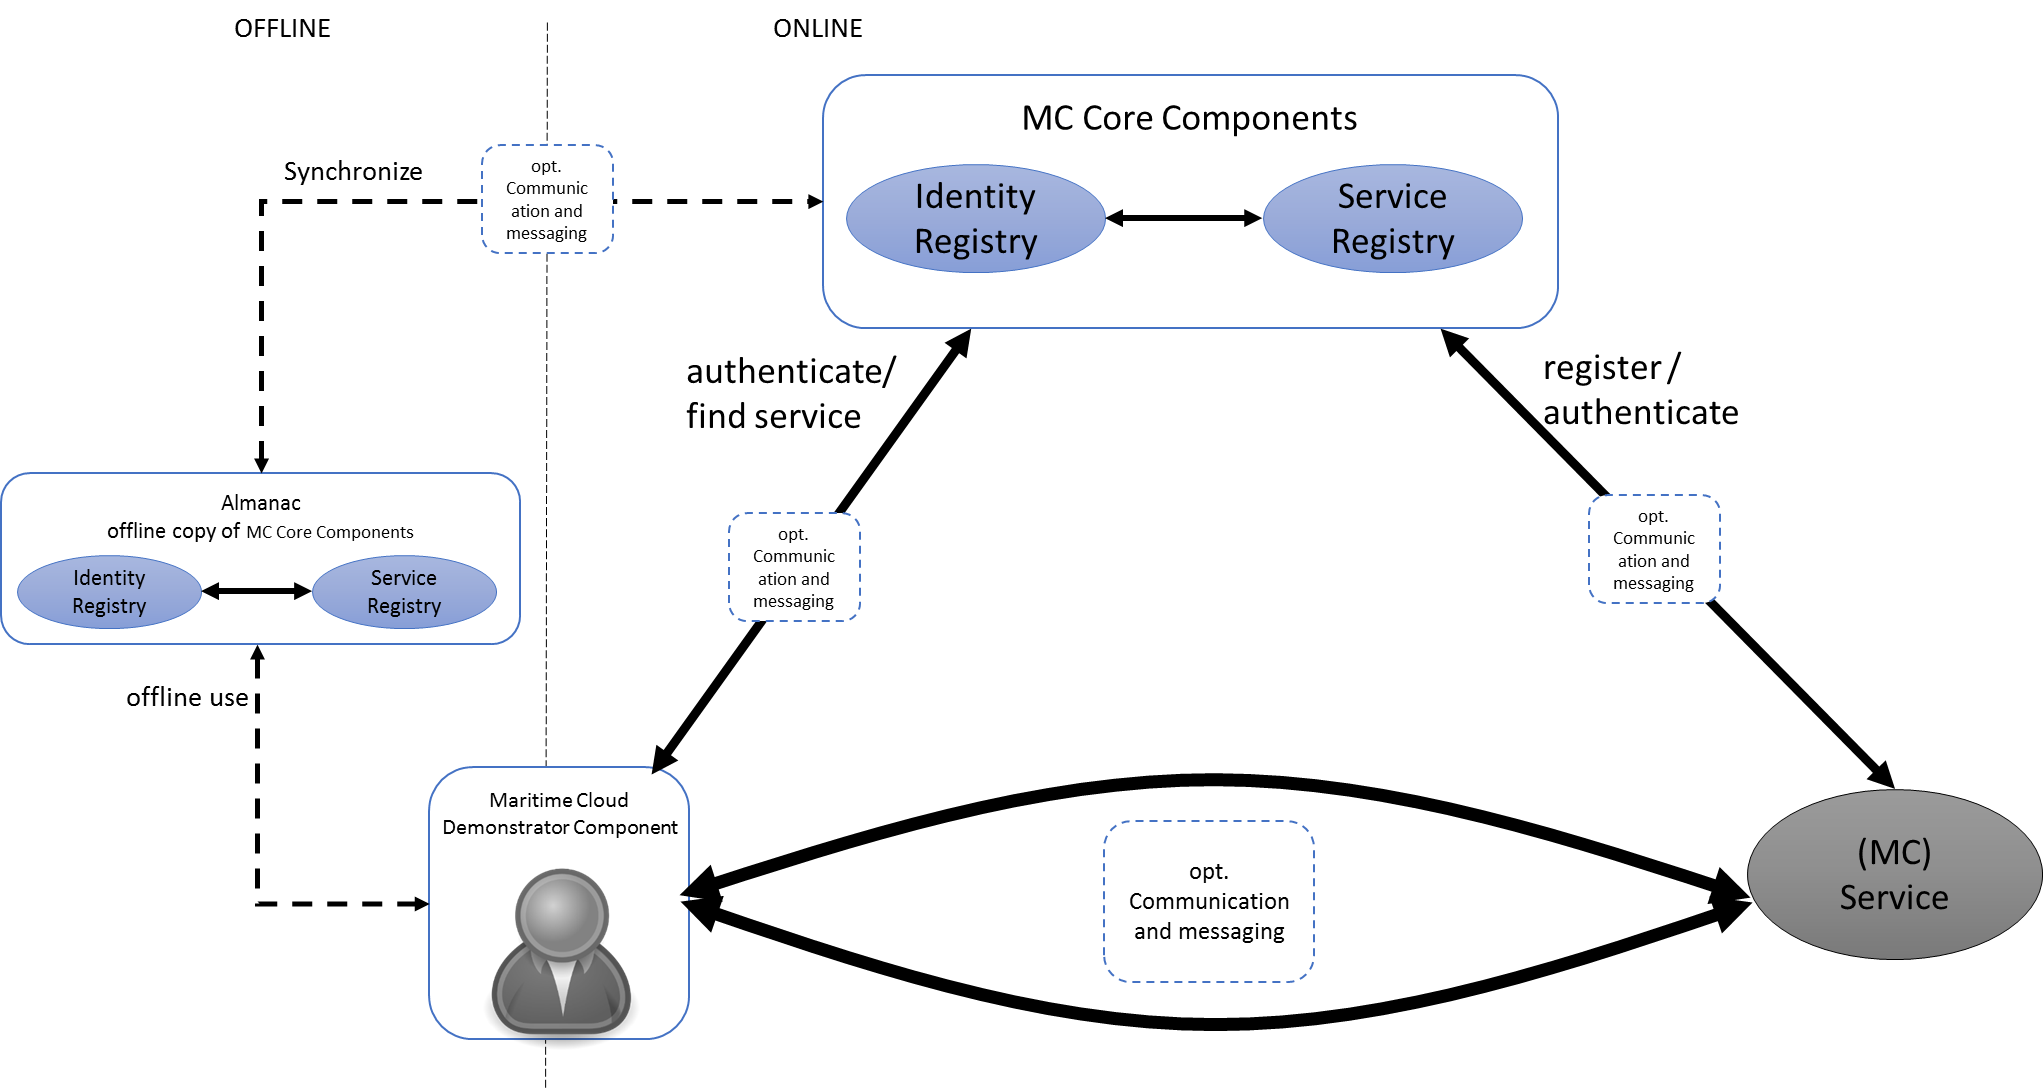 OFFLINE
ONLINE
MC Core Components
Identity
Registry
Service
Registry
Synchronize
opt.
Communic
ation and
messaging
authenticate/
find service
register /
authenticate
Almanac
offline copy of MC Core Components
Identity
Registry
Service
Registry
opt.
Communic
ation and
messaging
opt.
Communic
ation and
messaging
offline use
Maritime Cloud
Demonstrator Component
opt.
Communication
and messaging
(MC)
Service